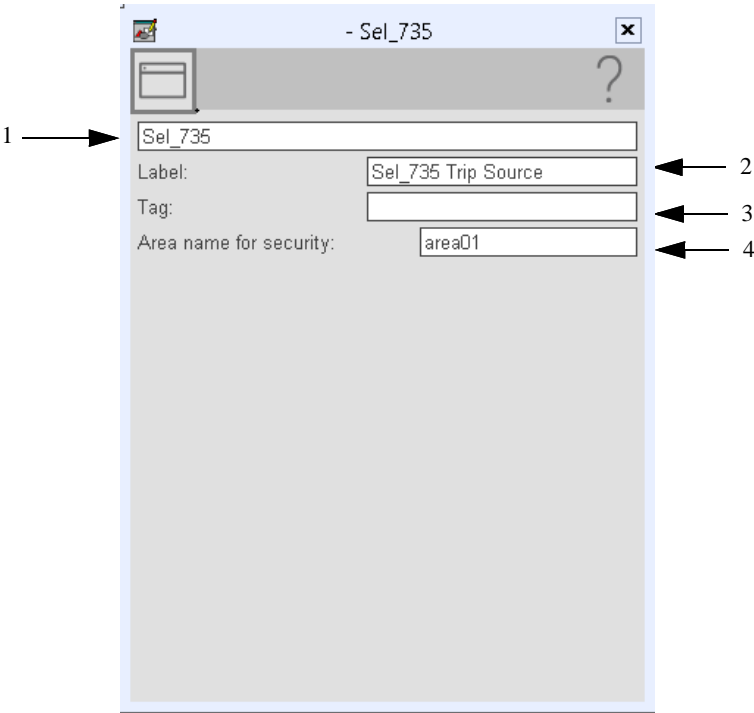 - Sel_735
?
1
Sel_735
Label: Sel_735 Trip Source
2
Tag:
3
Area name for security: area01
4